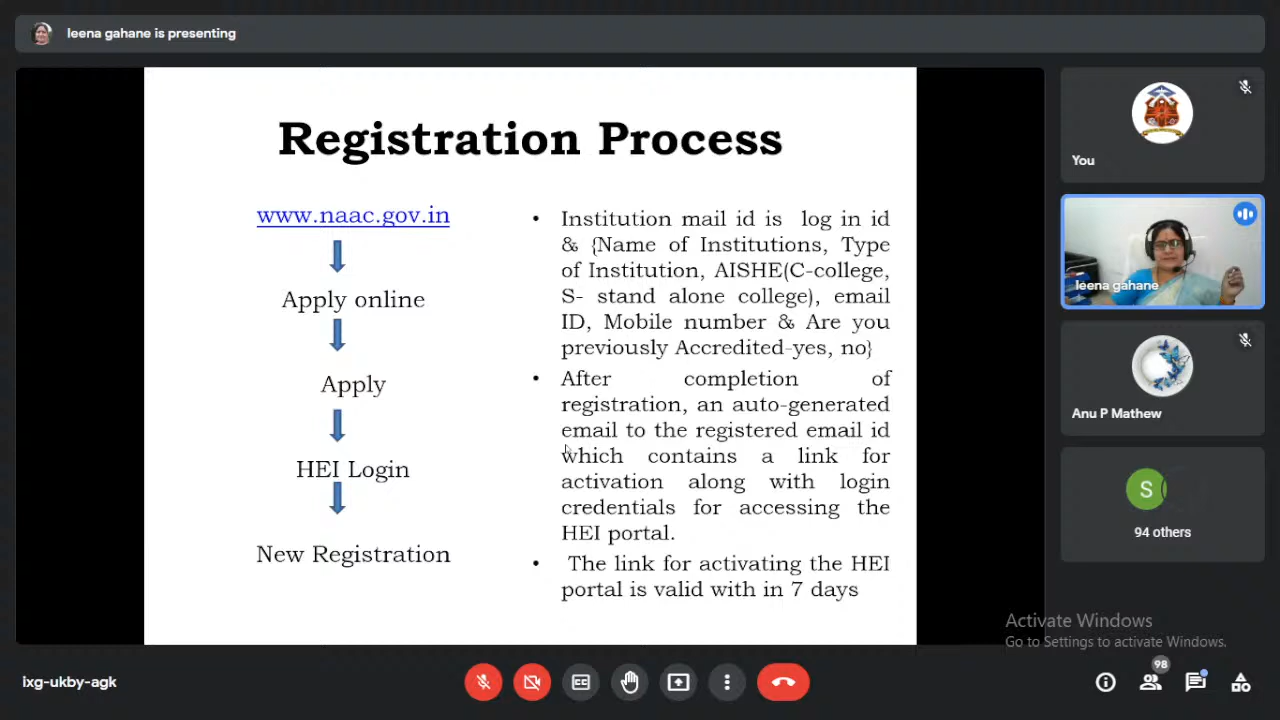 leena gahane is presenting
Registration Process
www.naac.gov.in
Apply online
Apply
HEI Login
New Registration
• Institution mail id is log in id
& {Name of Institutions, Type
of Institution, AISHE(C-college,
S- stand alone college), email
ID, Mobile number & Are you
previously Accredited-yes, no}
• After completion of
registration, an auto-generated
email to the registered email id
which contains a link for
activation along with login
credentials for accessing the
HEI portal.
• The link for activating the HEI
portal is valid with in 7 days
You
leena gahane
Anu P Mathew
S
94 others
Activate Windows
Go to Settings to activate Windows.
ixg-ukby-agk
98